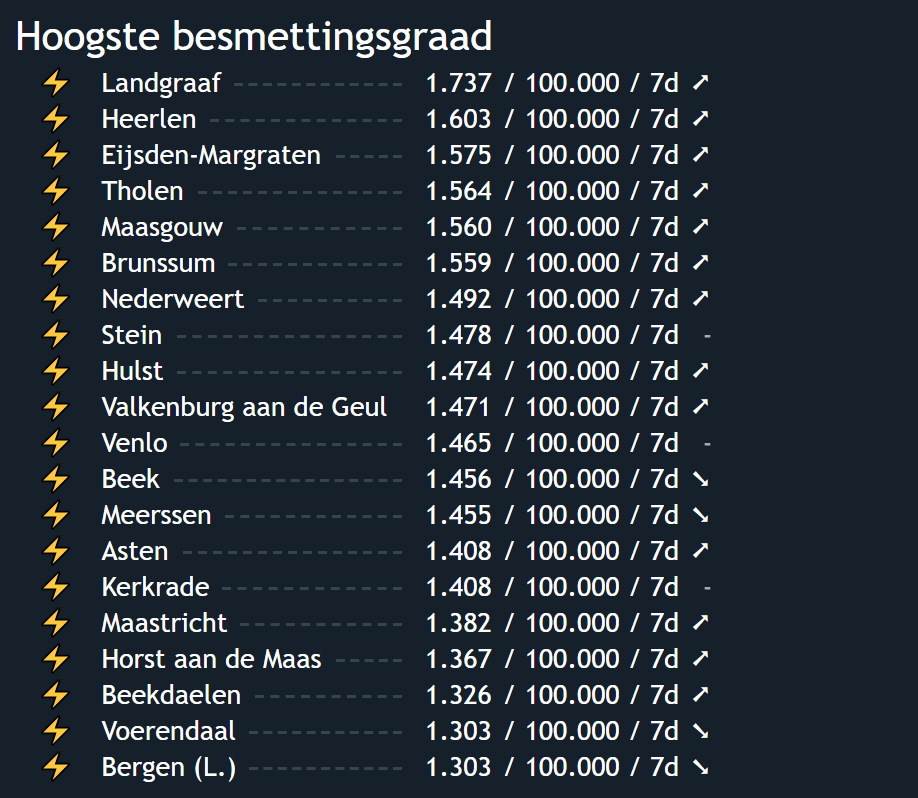 Hoogste besmettingsgraad
⚡ Landgraaf ----------- 1.737 / 100.000 / 7d ↗
⚡ Heerlen ------------- 1.603 / 100.000 / 7d ↗
⚡ Eijsden-Margraten ----- 1.575 / 100.000 / 7d ↗
⚡ Tholen -------------- 1.564 / 100.000 / 7d ↗
⚡ Maasgouw ----------- 1.560 / 100.000 / 7d ↗
⚡ Brunssum ------------ 1.559 / 100.000 / 7d ↗
⚡ Nederweert ---------- 1.492 / 100.000 / 7d ↗
⚡ Stein --------------- 1.478 / 100.000 / 7d -
⚡ Hulst --------------- 1.474 / 100.000 / 7d ↗
⚡ Valkenburg aan de Geul 1.471 / 100.000 / 7d ↗
⚡ Venlo --------------- 1.465 / 100.000 / 7d -
⚡ Beek ---------------- 1.456 / 100.000 / 7d ↘
⚡ Meerssen ------------ 1.455 / 100.000 / 7d ↘
⚡ Asten --------------- 1.408 / 100.000 / 7d ↗
⚡ Kerkrade ------------ 1.408 / 100.000 / 7d -
⚡ Maastricht ----------- 1.382 / 100.000 / 7d ↗
⚡ Horst aan de Maas ----- 1.367 / 100.000 / 7d ↗
⚡ Beekdaelen ---------- 1.326 / 100.000 / 7d ↗
⚡ Voerendaal ---------- 1.303 / 100.000 / 7d ↘
⚡ Bergen (L.) ---------- 1.303 / 100.000 / 7d ↘